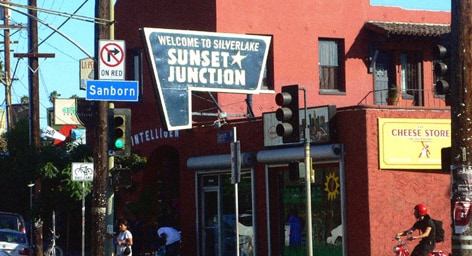 WELCOME TO SILVERLAKE
SUNSET
JUNCTION
ON RED
Sanborn
INTELLIGEN
CHEESE STORE